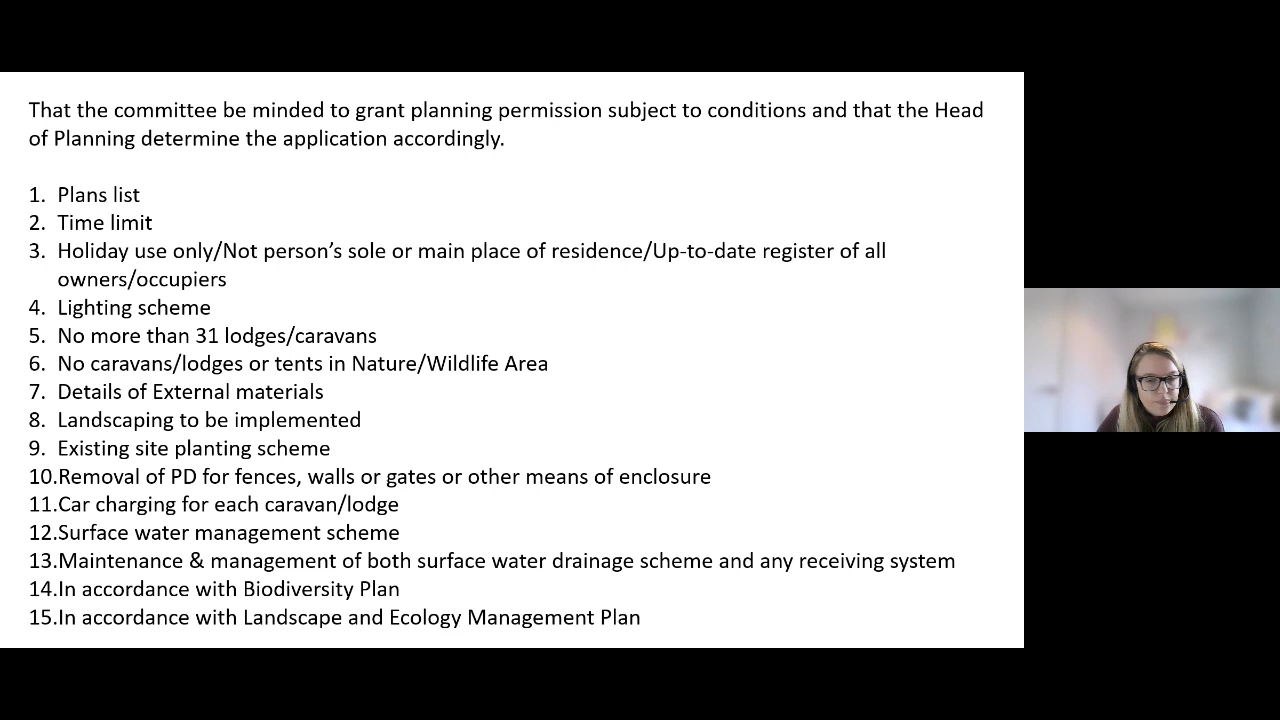 That the committee be minded to grant planning permission subject to conditions and that the Head
of Planning determine the application accordingly.
1. Plans list
2. Time limit
3. Holiday use only/Not person’s sole or main place of residence/Up-to-date register of all
owners/occupiers
4. Lighting scheme
5. No more than 31 lodges/caravans
6. No caravans/lodges or tents in Nature/Wildlife Area
7. Details of External materials
8. Landscaping to be implemented
9. Existing site planting scheme
10.Removal of PD for fences, walls or gates or other means of enclosure
11.Car charging for each caravan/lodge
12.Surface water management scheme
13.Maintenance & management of both surface water drainage scheme and any receiving system
14.In accordance with Biodiversity Plan
15.In accordance with Landscape and Ecology Management Plan